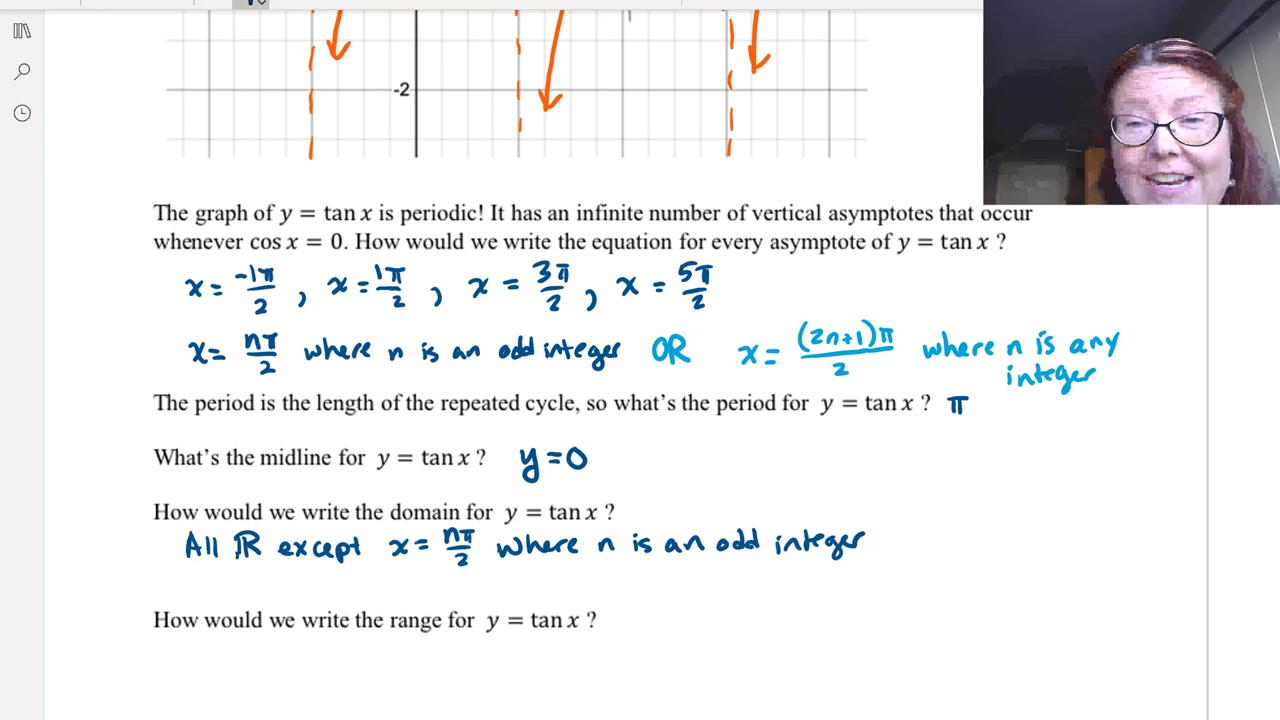 -2
The graph of y = tan x is periodic! It has an infinite number of vertical asymptotes that occur
whenever cos x = 0. How would we write the equation for every asymptote of y = tan x ?
x = -1π/2 , x = 1π/2 , x = 3π/2 , x = 5π/2
x = nπ/2 where n is an odd integer OR x = (2n+1)π/2 where n is any
integer
The period is the length of the repeated cycle, so what's the period for y = tan x ? π
What's the midline for y = tan x ? y = 0
How would we write the domain for y = tan x ?
All ℝ except x = nπ/2 where n is an odd integer
How would we write the range for y = tan x ?